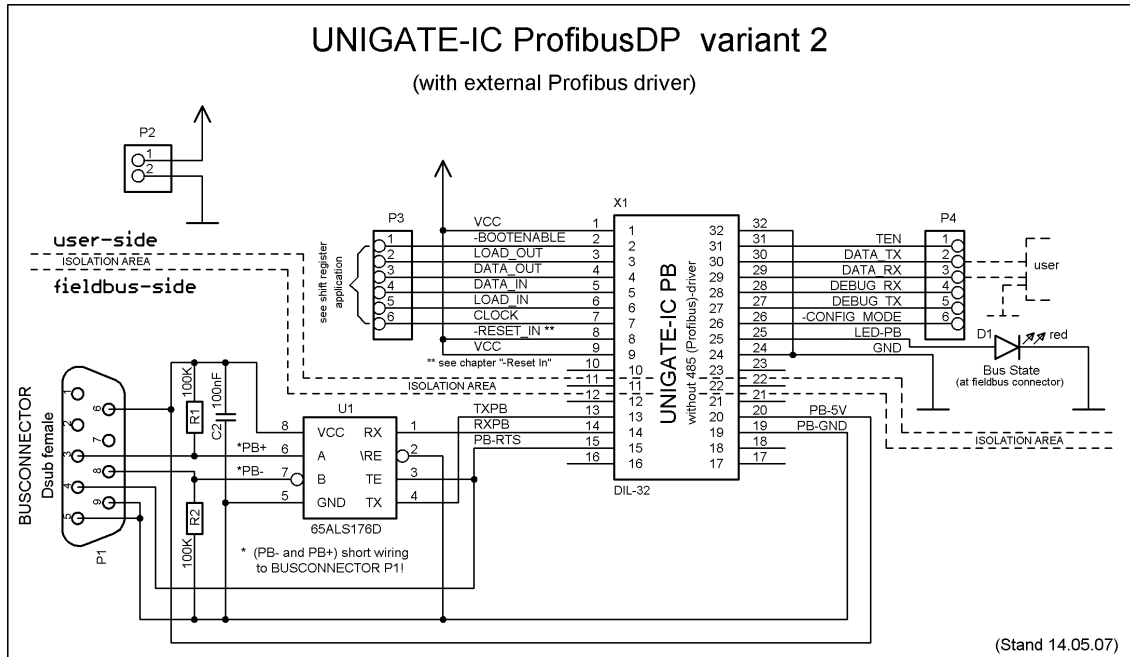 UNIGATE-IC ProfibusDP variant 2
(with external Profibus driver)
P2
1
2
user-side
ISOLATION AREA
fieldbus-side
P3
1
2
3
4
5
6
see shift register
application
VCC 1
-BOOTENABLE 2
LOAD_OUT 3
DATA_OUT 4
DATA_IN 5
LOAD_IN 6
CLOCK 7
-RESET_IN ** 8
VCC 9
** see chapter "-Reset In"
10
11
ISOLATION AREA
12
TXPB 13
RXPB 14
PB-RTS 15
16
X1
1 32
2 31
3 30
4 29
5 28
6 27
7 26
8 25
9 24
10 23
11 22
12 21
13 20
14 19
15 18
16 17
UNIGATE-IC PB
without 485 (Profibus)-driver
DIL-32
32
31 TEN
30 DATA_TX
29 DATA_RX
28 DEBUG_RX
27 DEBUG_TX
26 -CONFIG_MODE
25 LED-PB
24 GND
23
22
21
20 PB-5V
19 PB-GND
18
17
P4
1
2
3
4
5
6
user
D1
red
Bus State
(at fieldbus connector)
ISOLATION AREA
BUSCONNECTOR
Dsub female
1
6
2
7
3
8
4
9
5
P1
100K
R1
100nF
C2
R2
100K
*PB+
*PB-
U1
8 VCC RX 1
6 A \RE 2
7 B TE 3
5 GND TX 4
65ALS176D
* (PB- and PB+) short wiring
to BUSCONNECTOR P1!
(Stand 14.05.07)